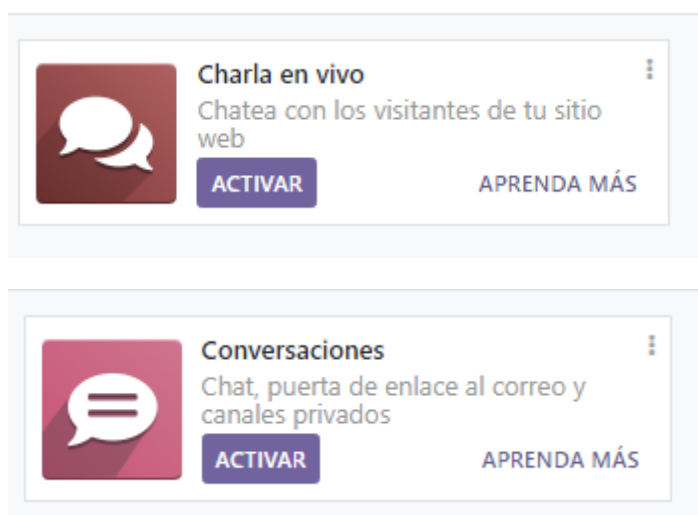 Charla en vivo
Chatea con los visitantes de tu sitio
web
ACTIVAR APRENDA MÁS
Conversaciones
Chat, puerta de enlace al correo y
canales privados
ACTIVAR APRENDA MÁS